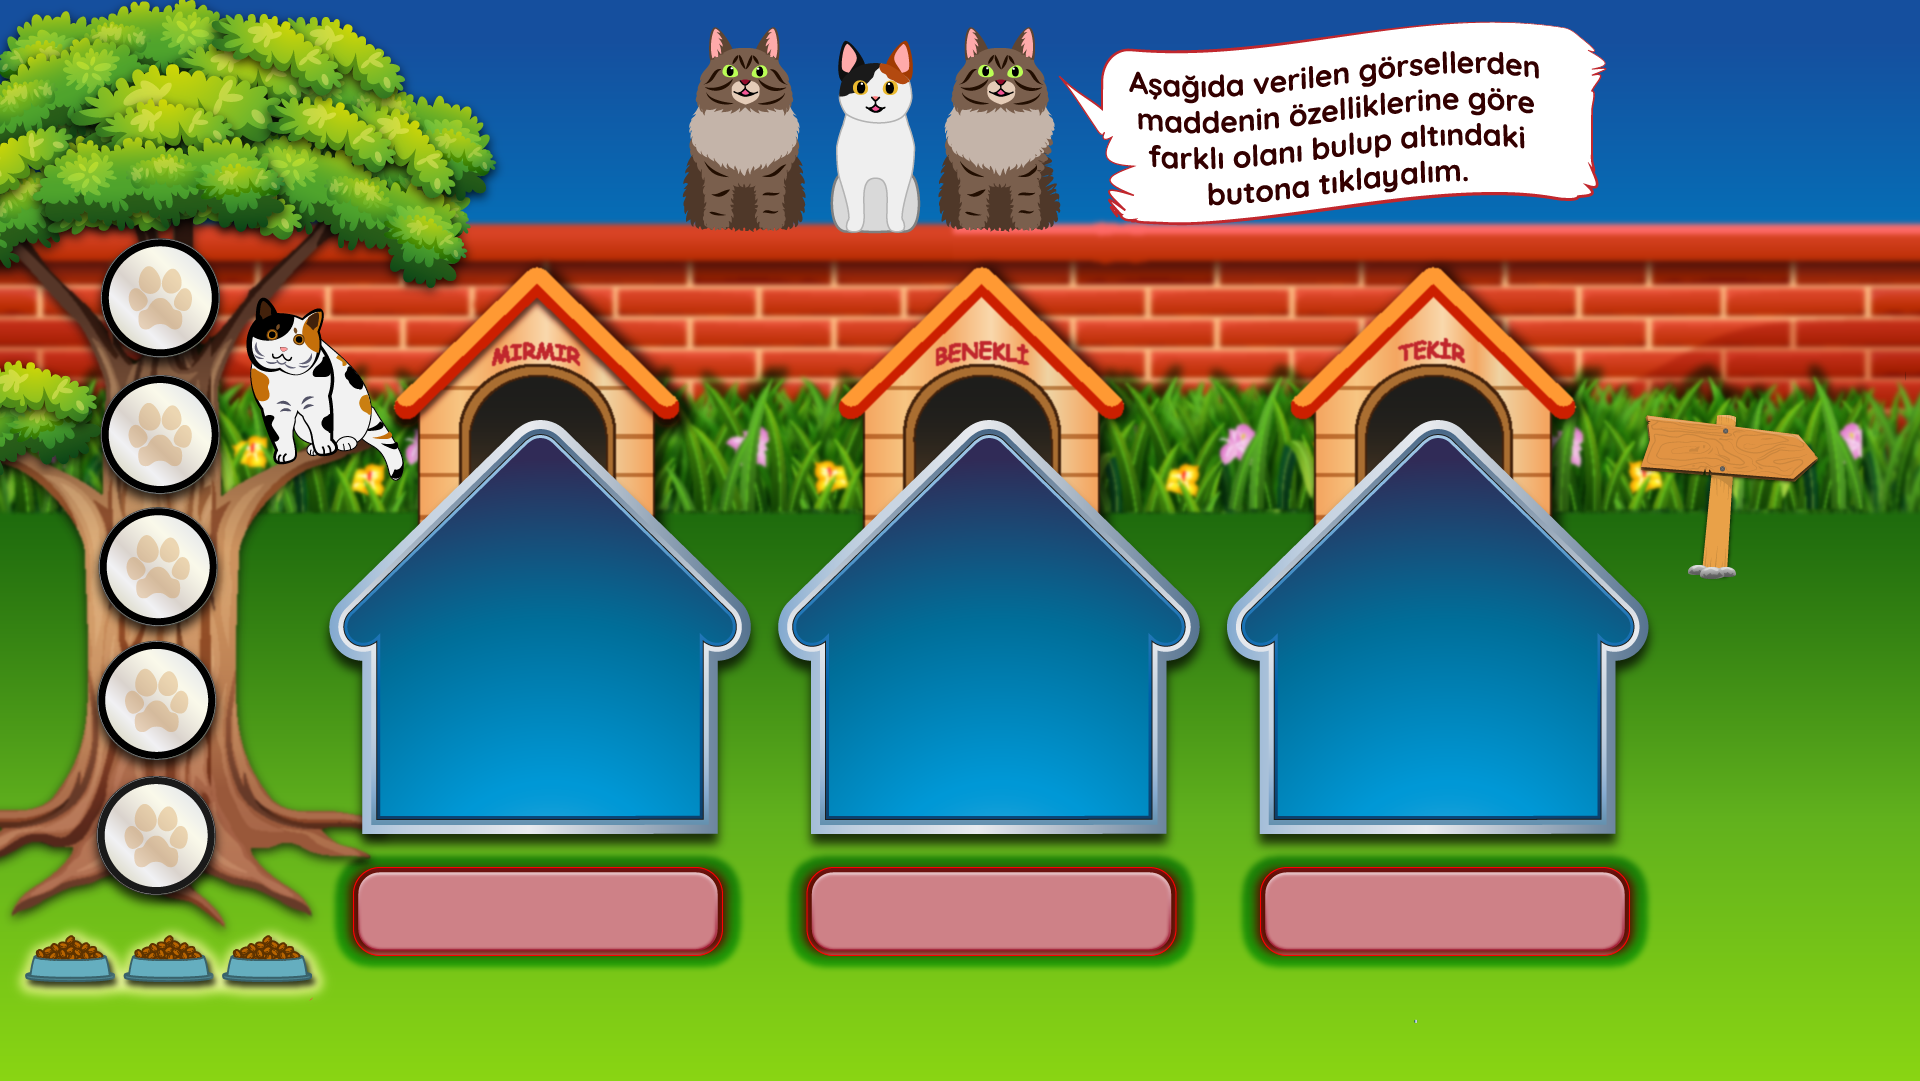 Aşağıda verilen görsellerden
maddenin özelliklerine göre
farklı olanı bulup altındaki
butona tıklayalım.
MIRMIR
BENEKLİ
TEKİR